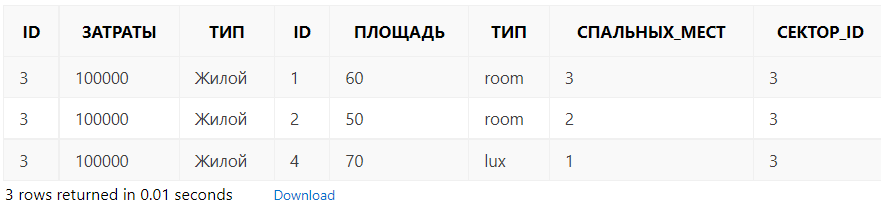 ID ЗАТРАТЫ ТИП ID ПЛОЩАДЬ ТИП СПАЛЬНЫХ_МЕСТ СЕКТОР_ID
3 100000 Жилой 1 60 room 3 3
3 100000 Жилой 2 50 room 2 3
3 100000 Жилой 4 70 lux 1 3
3 rows returned in 0.01 seconds Download